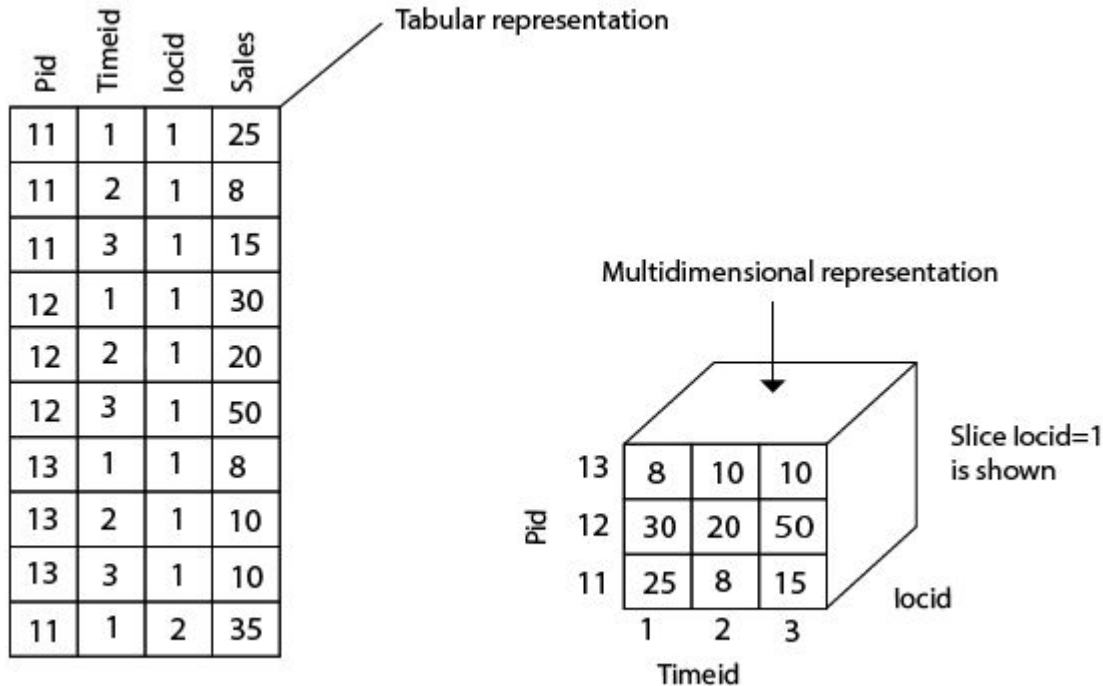 Tabular representation
Pid Timeid locid Sales
11 1 1 25
11 2 1 8
11 3 1 15
12 1 1 30
12 2 1 20
12 3 1 50
13 1 1 8
13 2 1 10
13 3 1 10
11 1 2 35
Multidimensional representation
Slice locid=1
is shown
13 8 10 10
12 30 20 50
11 25 8 15
Pid
locid
1 2 3
Timeid